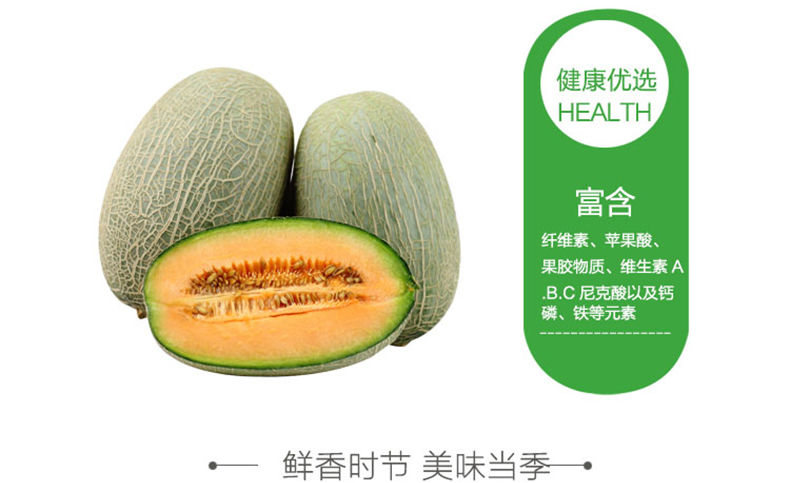 健康优选
HEALTH
富含
纤维素、苹果酸、
果胶物质、维生素 A
.B.C 尼克酸以及钙
磷、铁等元素
鲜香时节 美味当季